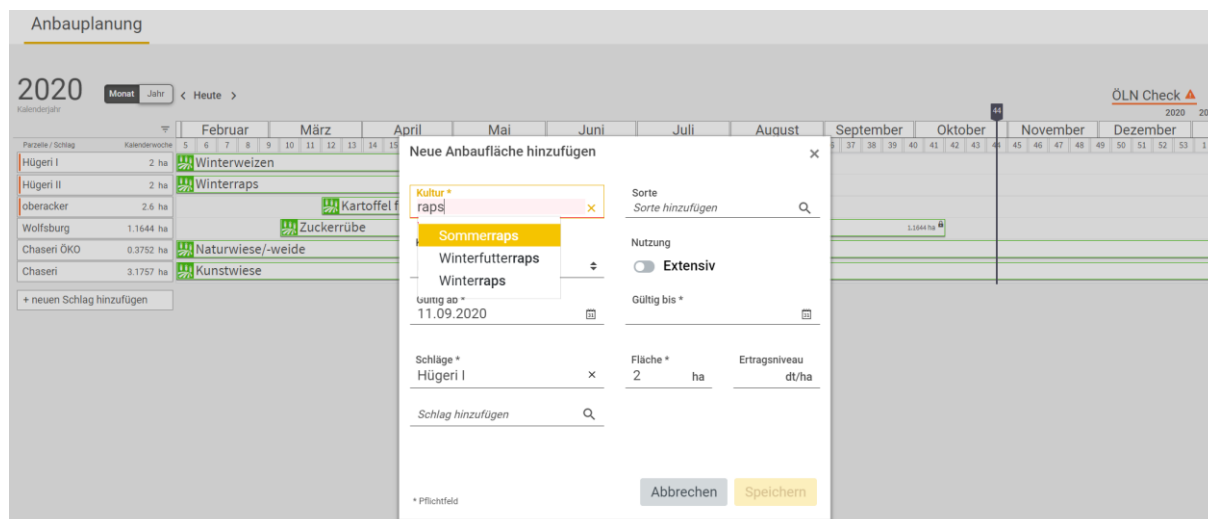 Anbauplanung
2020
Kalenderjahr
Monat Jahr < Heute >
ÖLN Check
44
2020 20
Februar März April Mai Juni Juli August September Oktober November Dezember
Parzelle / Schlag Kalenderwoche 5 6 7 8 9 10 11 12 13 14 15 37 38 39 40 41 42 43 44 45 46 47 48 49 50 51 52 53 1
Hügeri I 2 ha Winterweizen
Hügeri II 2 ha Winterraps
oberacker 2.6 ha Kartoffel f
Wolfsburg 1.1644 ha Zuckerrübe 1.1644 ha
Chaseri ÖKO 0.3752 ha Naturwiese/-weide
Chaseri 3.1757 ha Kunstwiese
+ neuen Schlag hinzufügen
Neue Anbaufläche hinzufügen ×
Kultur * Sorte
raps × Sorte hinzufügen
Sommerraps
Winterfutterraps
Winterraps
Nutzung
Extensiv
Gültig ab * Gültig bis *
11.09.2020
Schläge * Fläche * Ertragsniveau
Hügeri I × 2 ha dt/ha
Schlag hinzufügen
* Pflichtfeld
Abbrechen Speichern